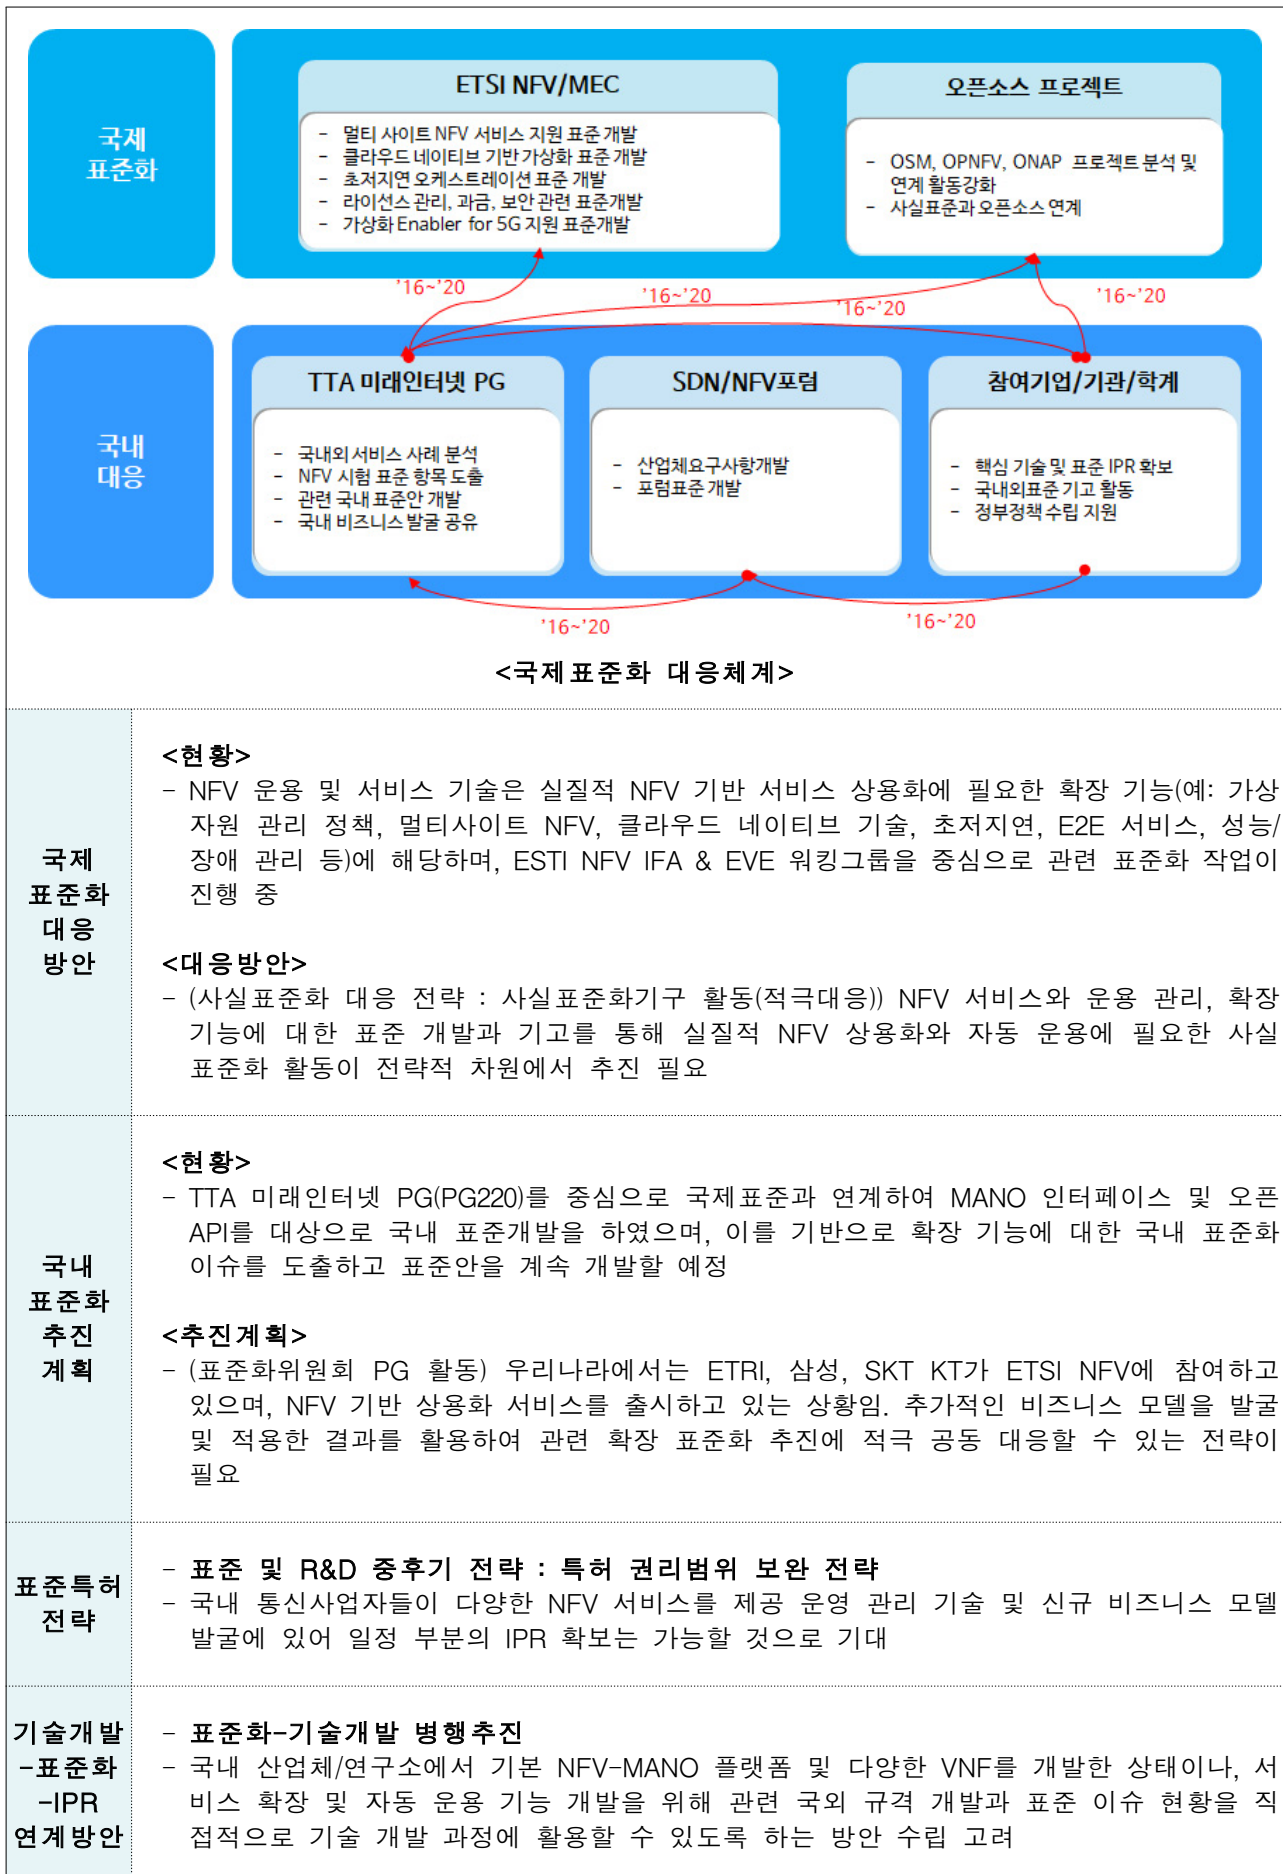 국제
표준화
ETSI NFV/MEC
- 멀티 사이트 NFV 서비스 지원 표준 개발
- 클라우드 네이티브 기반 가상화 표준 개발
- 초저지연 오케스트레이션 표준 개발
- 라이선스 관리, 과금, 보안 관련 표준개발
- 가상화 Enabler for 5G 지원 표준개발
오픈소스 프로젝트
- OSM, OPNFV, ONAP 프로젝트 분석 및
연계 활동강화
- 사실표준과 오픈소스 연계
'16~'20
'16~'20
'16~'20
'16~'20
국내
대응
TTA 미래인터넷 PG
- 국내외 서비스 사례 분석
- NFV 시험 표준 항목 도출
- 관련 국내 표준안 개발
- 국내 비즈니스 발굴 공유
SDN/NFV포럼
- 산업체요구사항개발
- 포럼표준 개발
참여기업/기관/학계
- 핵심 기술 및 표준 IPR 확보
- 국내외표준 기고 활동
- 정부정책 수립 지원
'16~'20
'16~'20
<국제표준화 대응체계>
국제
표준화
대응
방안
<현황>
- NFV 운용 및 서비스 기술은 실질적 NFV 기반 서비스 상용화에 필요한 확장 기능(예: 가상
자원 관리 정책, 멀티사이트 NFV, 클라우드 네이티브 기술, 초저지연, E2E 서비스, 성능/
장애 관리 등)에 해당하며, ESTI NFV IFA & EVE 워킹그룹을 중심으로 관련 표준화 작업이
진행 중
<대응방안>
- (사실표준화 대응 전략 : 사실표준화기구 활동(적극대응)) NFV 서비스와 운용 관리, 확장
기능에 대한 표준 개발과 기고를 통해 실질적 NFV 상용화와 자동 운용에 필요한 사실
표준화 활동이 전략적 차원에서 추진 필요
국내
표준화
추진
계획
<현황>
- TTA 미래인터넷 PG(PG220)를 중심으로 국제표준과 연계하여 MANO 인터페이스 및 오픈
API를 대상으로 국내 표준개발을 하였으며, 이를 기반으로 확장 기능에 대한 국내 표준화
이슈를 도출하고 표준안을 계속 개발할 예정
<추진계획>
- (표준화위원회 PG 활동) 우리나라에서는 ETRI, 삼성, SKT KT가 ETSI NFV에 참여하고
있으며, NFV 기반 상용화 서비스를 출시하고 있는 상황임. 추가적인 비즈니스 모델을 발굴
및 적용한 결과를 활용하여 관련 확장 표준화 추진에 적극 공동 대응할 수 있는 전략이
필요
표준특허
전략
- 표준 및 R&D 중후기 전략 : 특허 권리범위 보완 전략
- 국내 통신사업자들이 다양한 NFV 서비스를 제공 운영 관리 기술 및 신규 비즈니스 모델
발굴에 있어 일정 부분의 IPR 확보는 가능할 것으로 기대
기술개발
-표준화
-IPR
연계방안
- 표준화-기술개발 병행추진
- 국내 산업체/연구소에서 기본 NFV-MANO 플랫폼 및 다양한 VNF를 개발한 상태이나, 서
비스 확장 및 자동 운용 기능 개발을 위해 관련 국외 규격 개발과 표준 이슈 현황을 직
접적으로 기술 개발 과정에 활용할 수 있도록 하는 방안 수립 고려